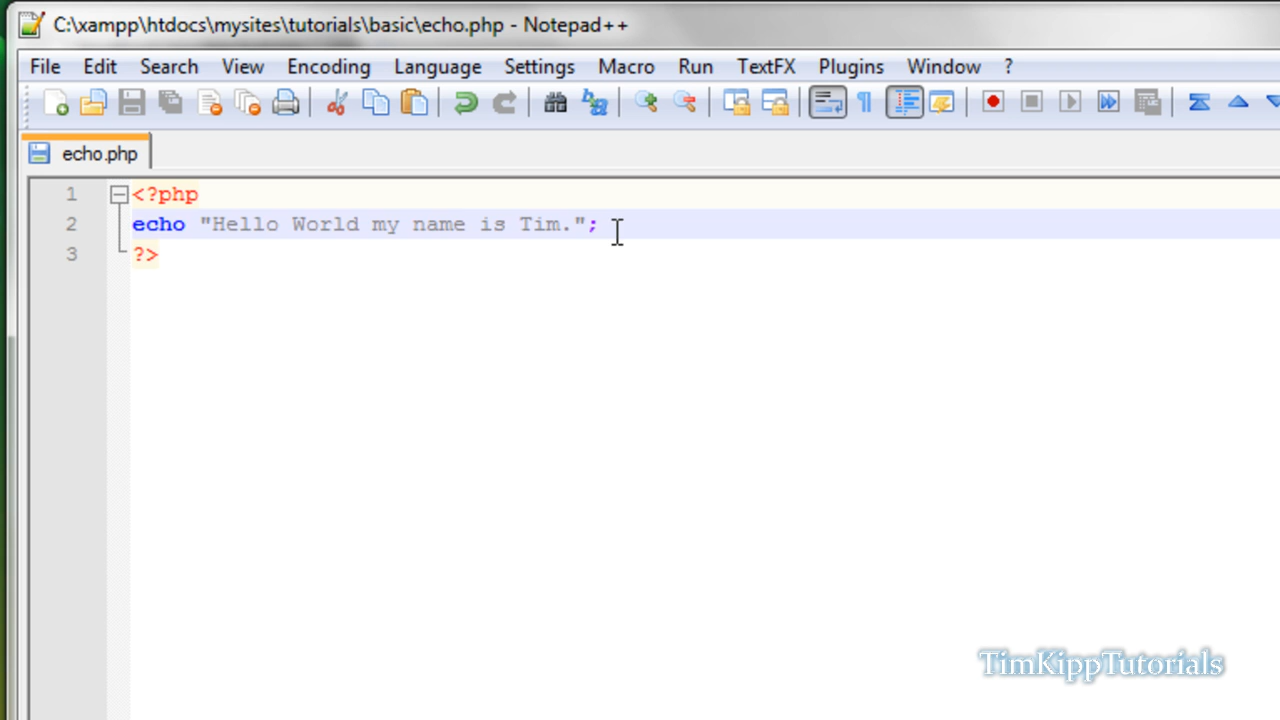 C:\xampp\htdocs\mysites\tutorials\basic\echo.php - Notepad++
File Edit Search View Encoding Language Settings Macro Run TextFX Plugins Window ?
echo.php
1 <?php
2 echo "Hello World my name is Tim.";
3 ?>
TimKippTutorials